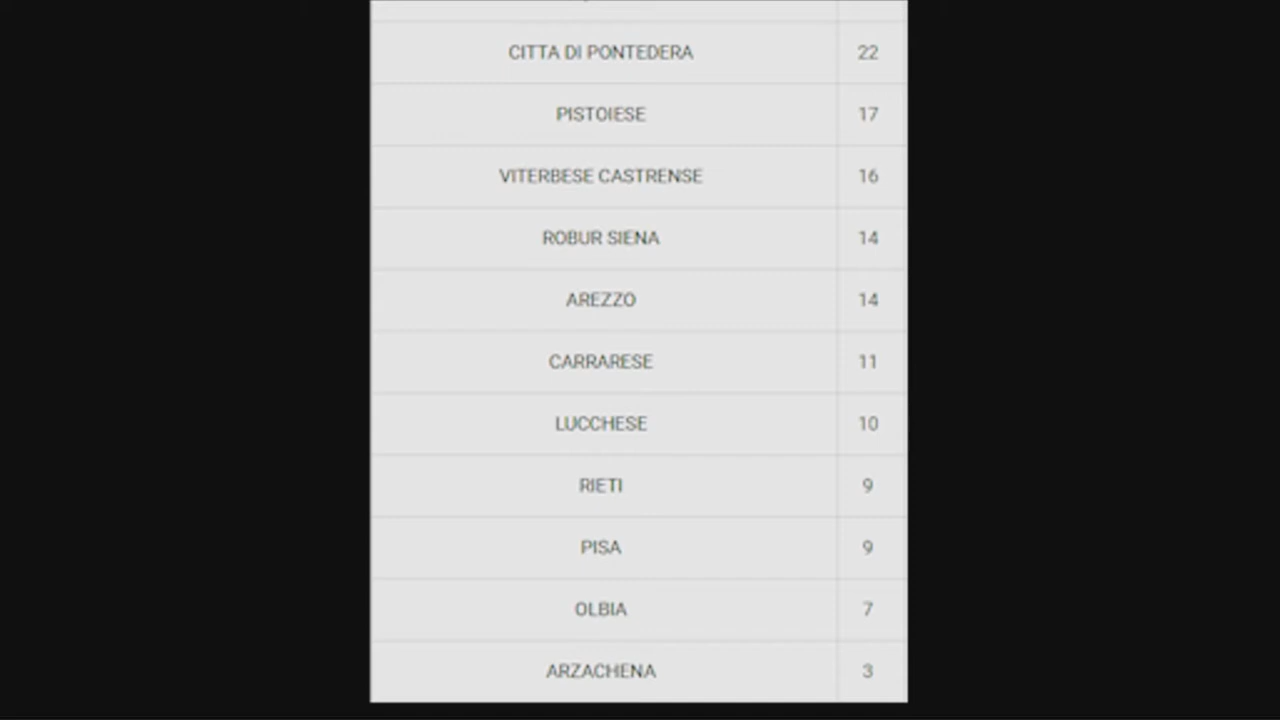 CITTA DI PONTEDERA 22
PISTOIESE 17
VITERBESE CASTRENSE 16
ROBUR SIENA 14
AREZZO 14
CARRARESE 11
LUCCHESE 10
RIETI 9
PISA 9
OLBIA 7
ARZACHENA 3